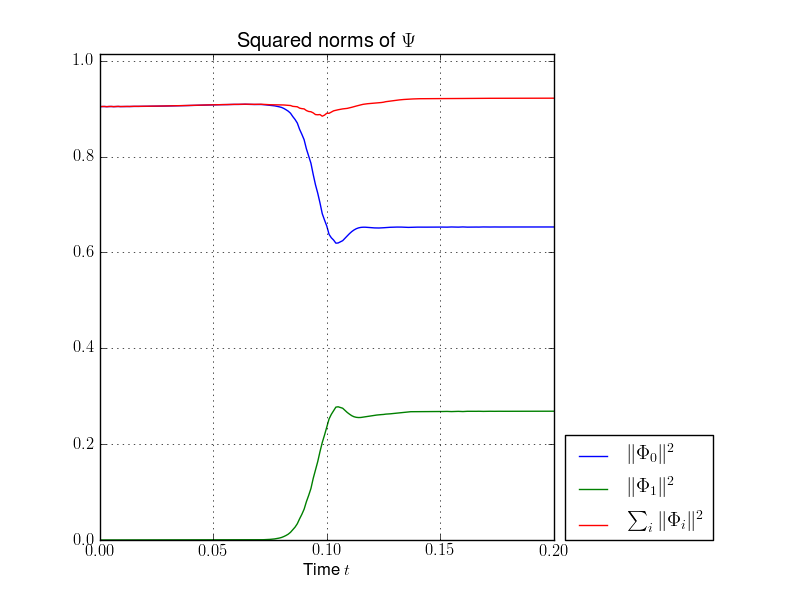 Squared norms of Ψ
1.0
0.8
0.6
0.4
0.2
0.0
0.00 0.05 0.10 0.15 0.20
Time t
‖Φ₀‖²
‖Φ₁‖²
∑ᵢ ‖Φᵢ‖²